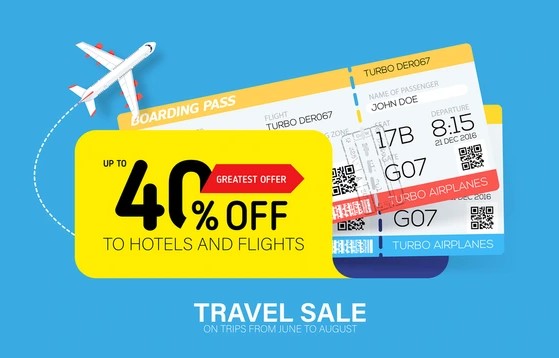 TURBO DER067
BOARDING PASS
FLIGHT
TURBO DER067
NAME OF PASSENGER
JOHN DOE
SEAT
17B
DEPARTURE
8:15
21 DEC 2016
GATE
G07
TURBO AIRPLANES
G07
TURBO AIRPLANES
UP TO
40% OFF
GREATEST OFFER
TO HOTELS AND FLIGHTS
TRAVEL SALE
ON TRIPS FROM JUNE TO AUGUST